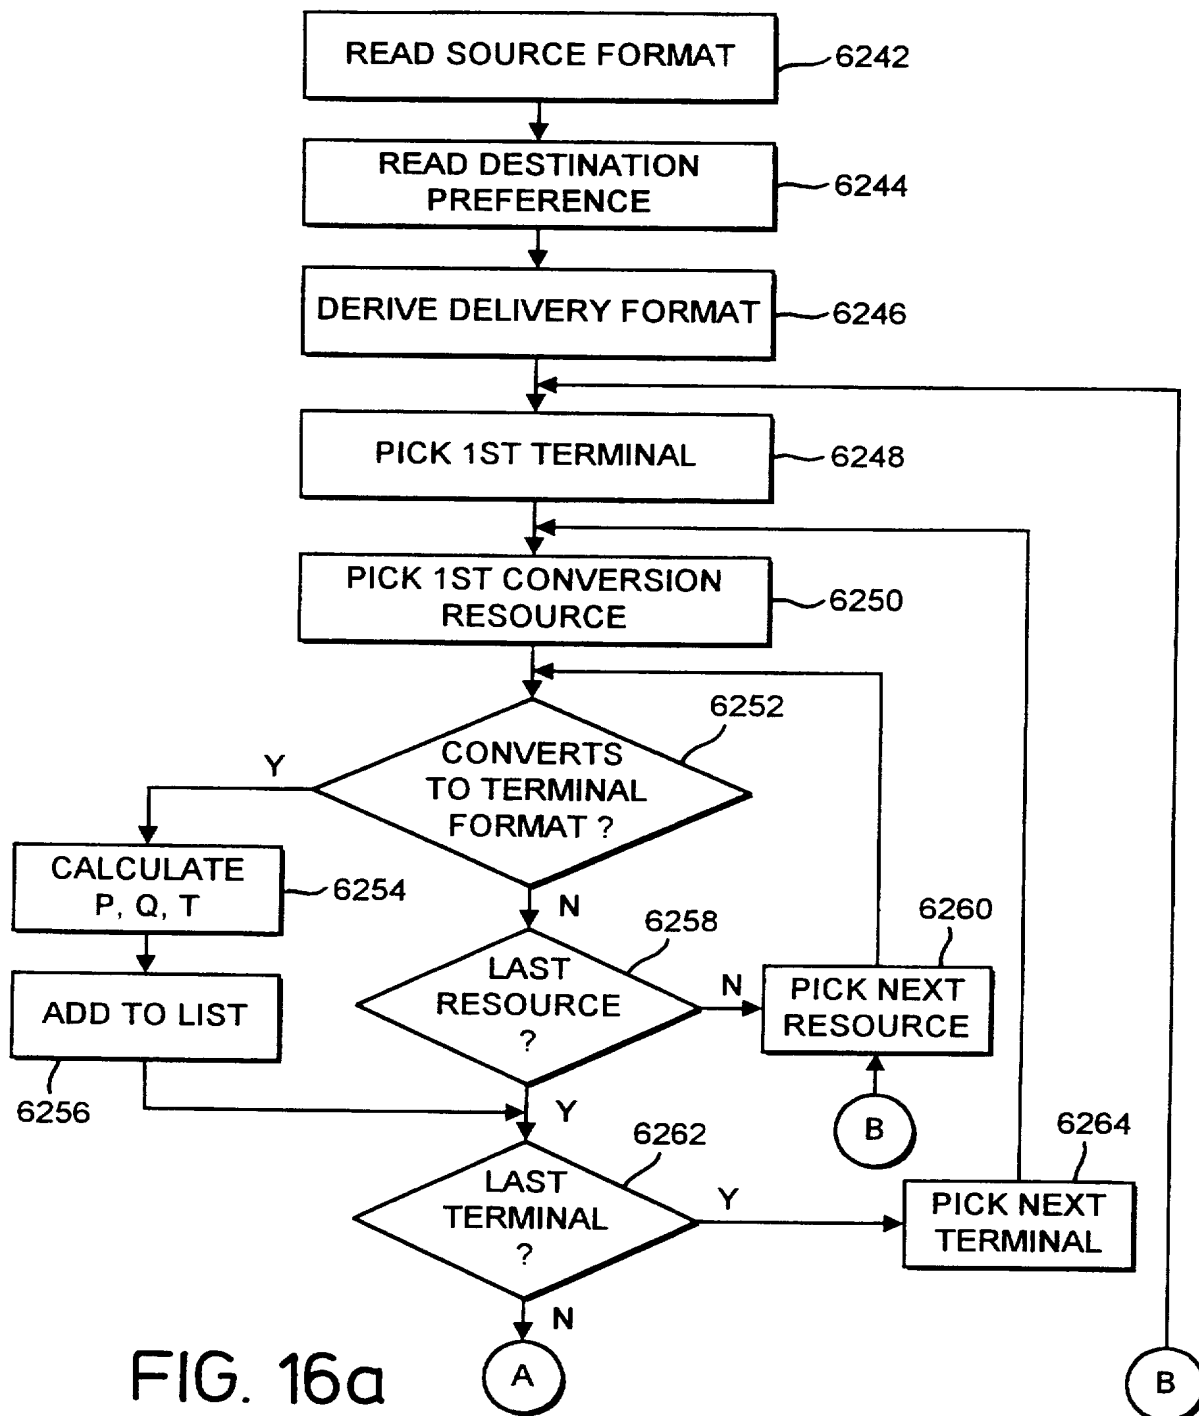 READ SOURCE FORMAT
6242
READ DESTINATION
PREFERENCE
6244
DERIVE DELIVERY FORMAT
6246
PICK 1ST TERMINAL
6248
PICK 1ST CONVERSION
RESOURCE
6250
6252
CONVERTS
TO TERMINAL
FORMAT ?
Y
N
CALCULATE
P, Q, T
6254
ADD TO LIST
6256
6258
LAST
RESOURCE
?
N
Y
6260
PICK NEXT
RESOURCE
B
6262
LAST
TERMINAL
?
Y
N
6264
PICK NEXT
TERMINAL
A
B
FIG. 16a